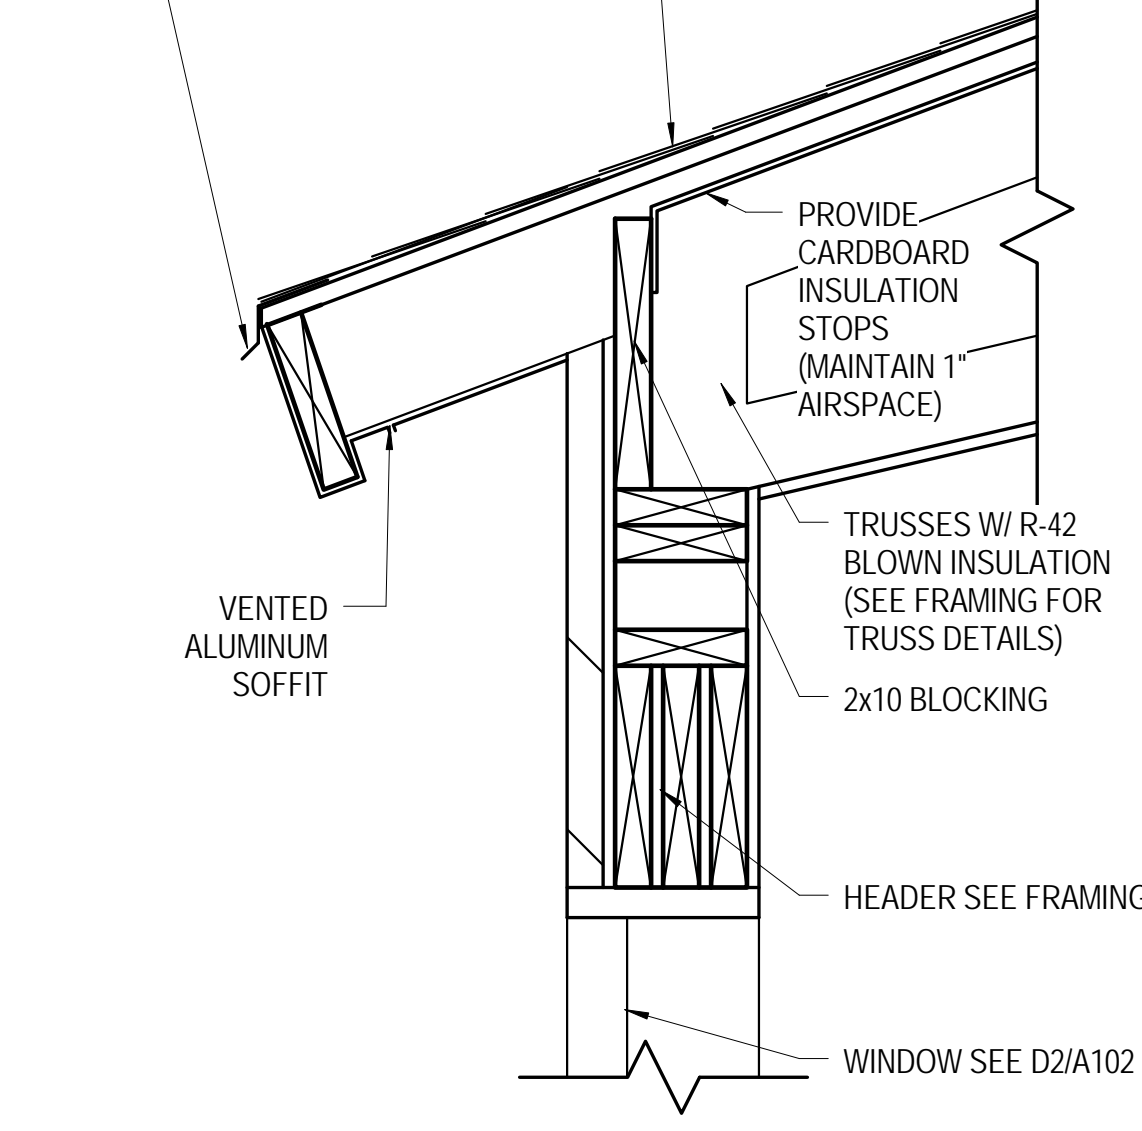 PROVIDE
CARDBOARD
INSULATION
STOPS
(MAINTAIN 1"
AIRSPACE)
TRUSSES W/ R-42
BLOWN INSULATION
(SEE FRAMING FOR
TRUSS DETAILS)
VENTED
ALUMINUM
SOFFIT
2x10 BLOCKING
HEADER SEE FRAMING
WINDOW SEE D2/A102